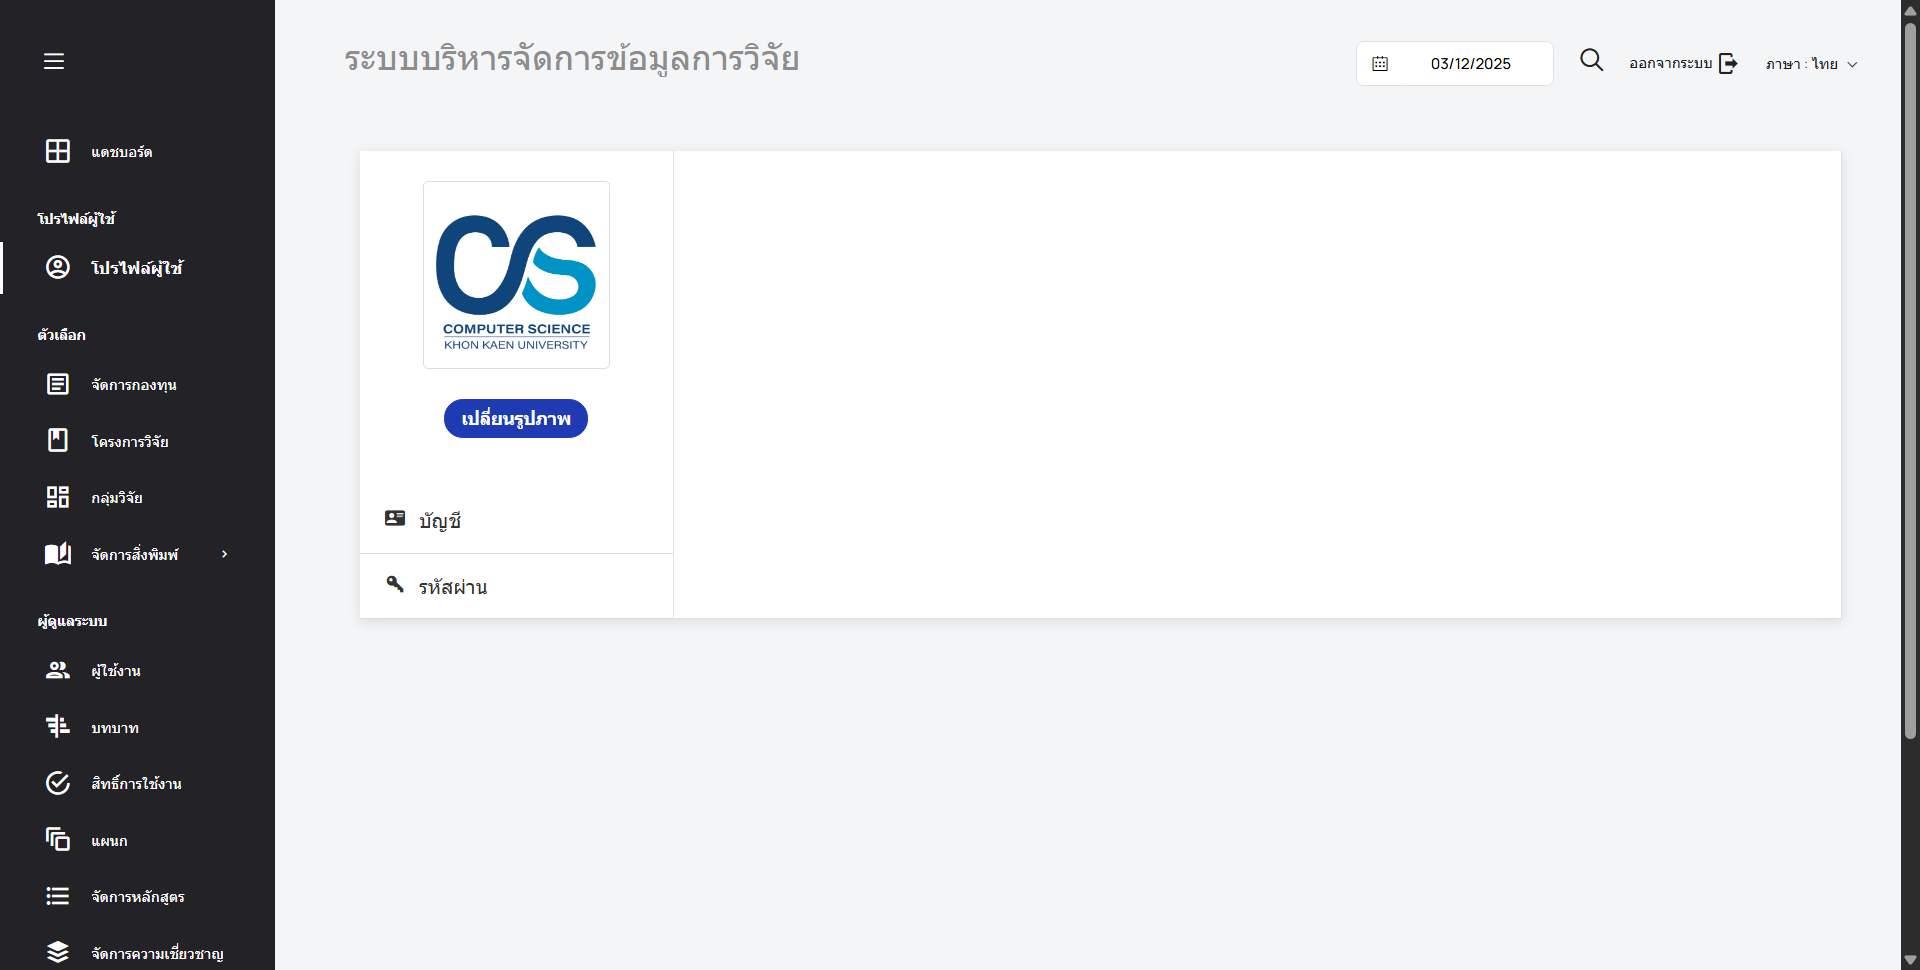 ระบบบริหารจัดการข้อมูลการวิจัย
03/12/2025
ออกจากระบบ
ภาษา : ไทย
แดชบอร์ด
โปรไฟล์ผู้ใช้
โปรไฟล์ผู้ใช้
ตัวเลือก
จัดการกองทุน
โครงการวิจัย
กลุ่มวิจัย
จัดการสิ่งพิมพ์
ผู้ดูแลระบบ
ผู้ใช้งาน
บทบาท
สิทธิ์การใช้งาน
แผนก
จัดการหลักสูตร
จัดการความเชี่ยวชาญ
CS
COMPUTER SCIENCE
KHON KAEN UNIVERSITY
เปลี่ยนรูปภาพ
บัญชี
รหัสผ่าน